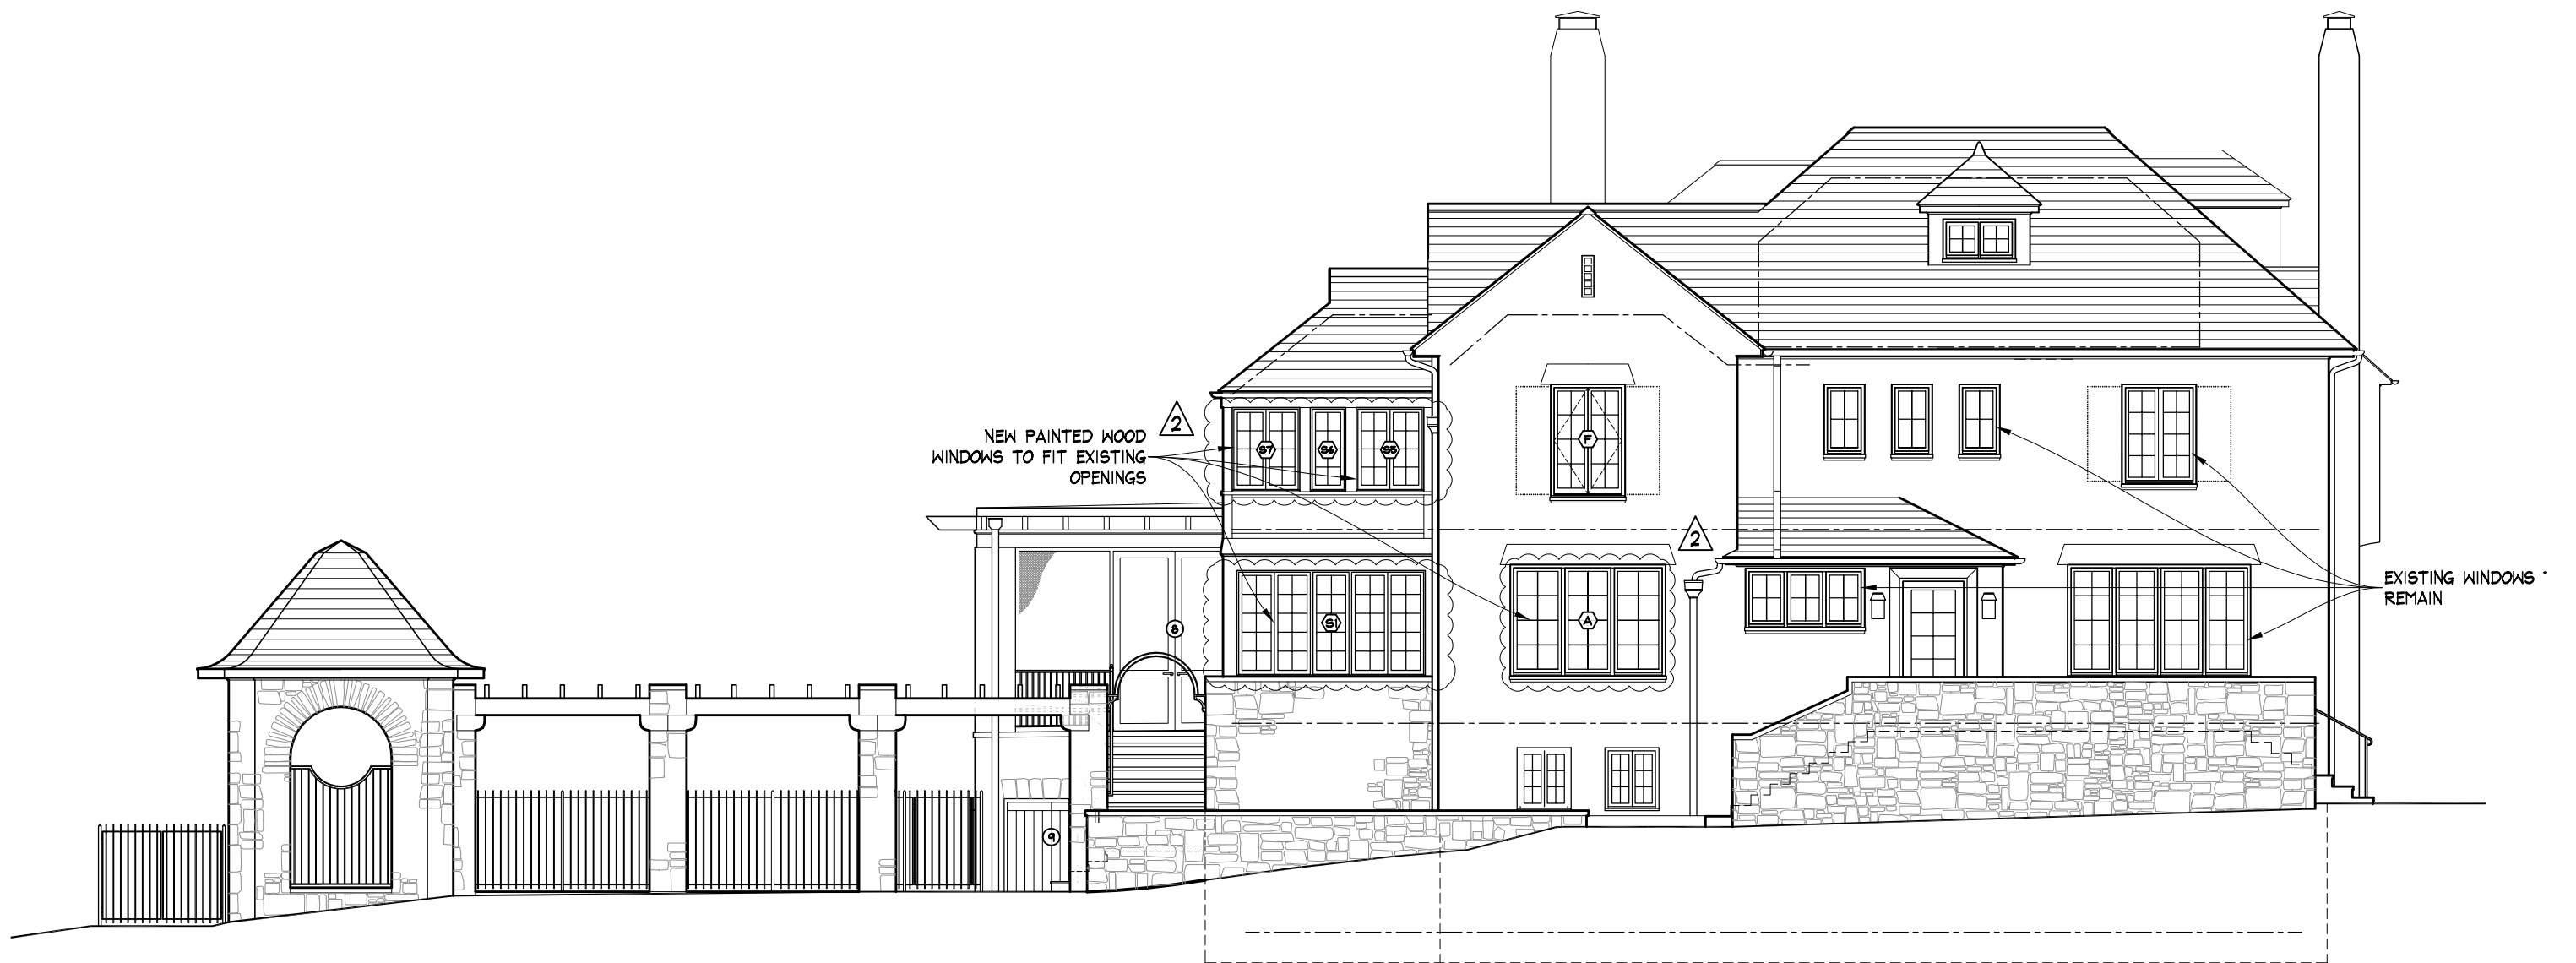 2
NEW PAINTED WOOD
WINDOWS TO FIT EXISTING
OPENINGS
S7
S6
S5
F
2
EXISTING WINDOWS -
REMAIN
S1
A
8
9